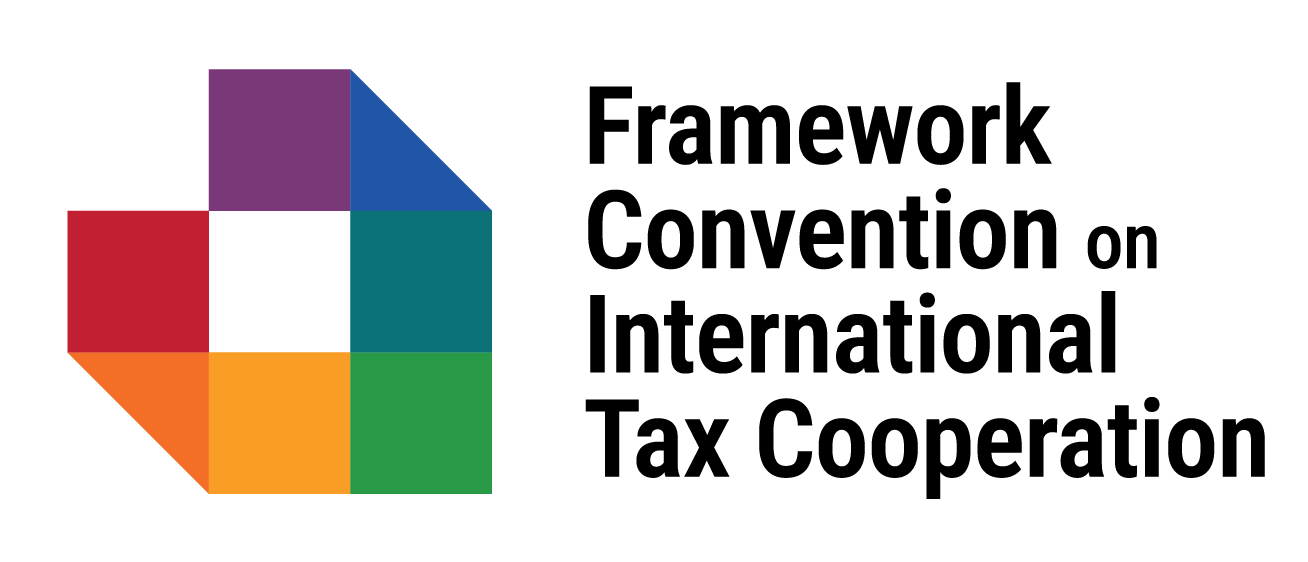 Framework
Convention on
International
Tax Cooperation